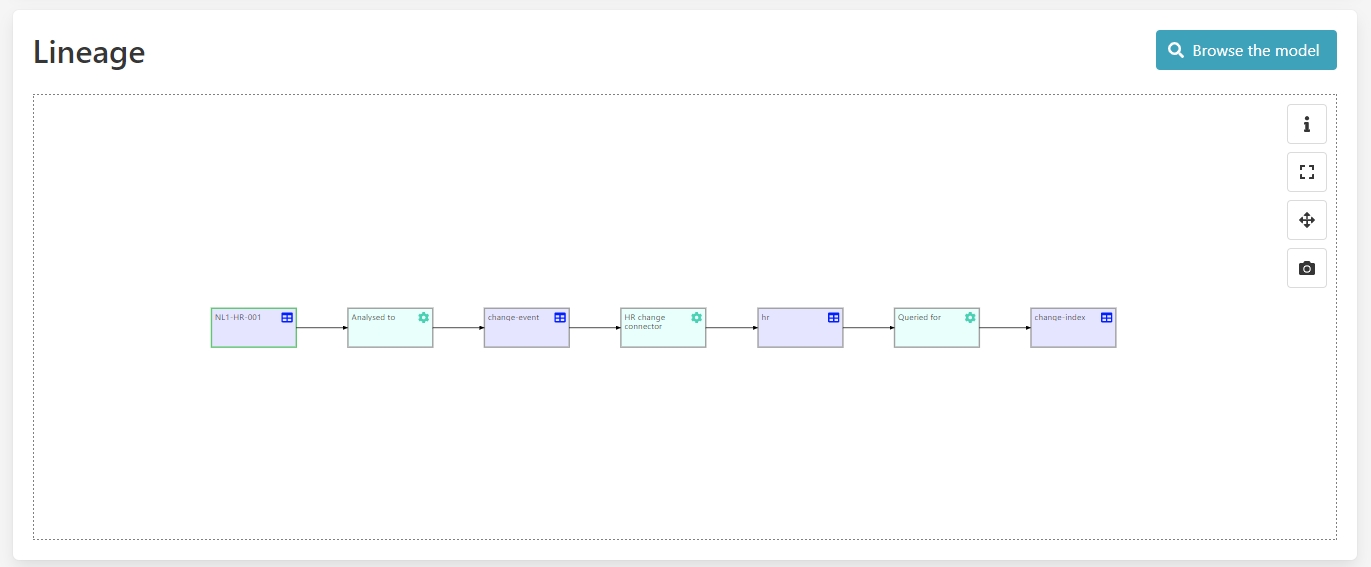 Lineage
Browse the model
NL1-HR-001
Analysed to
change-event
HR change
connector
hr
Queried for
change-index